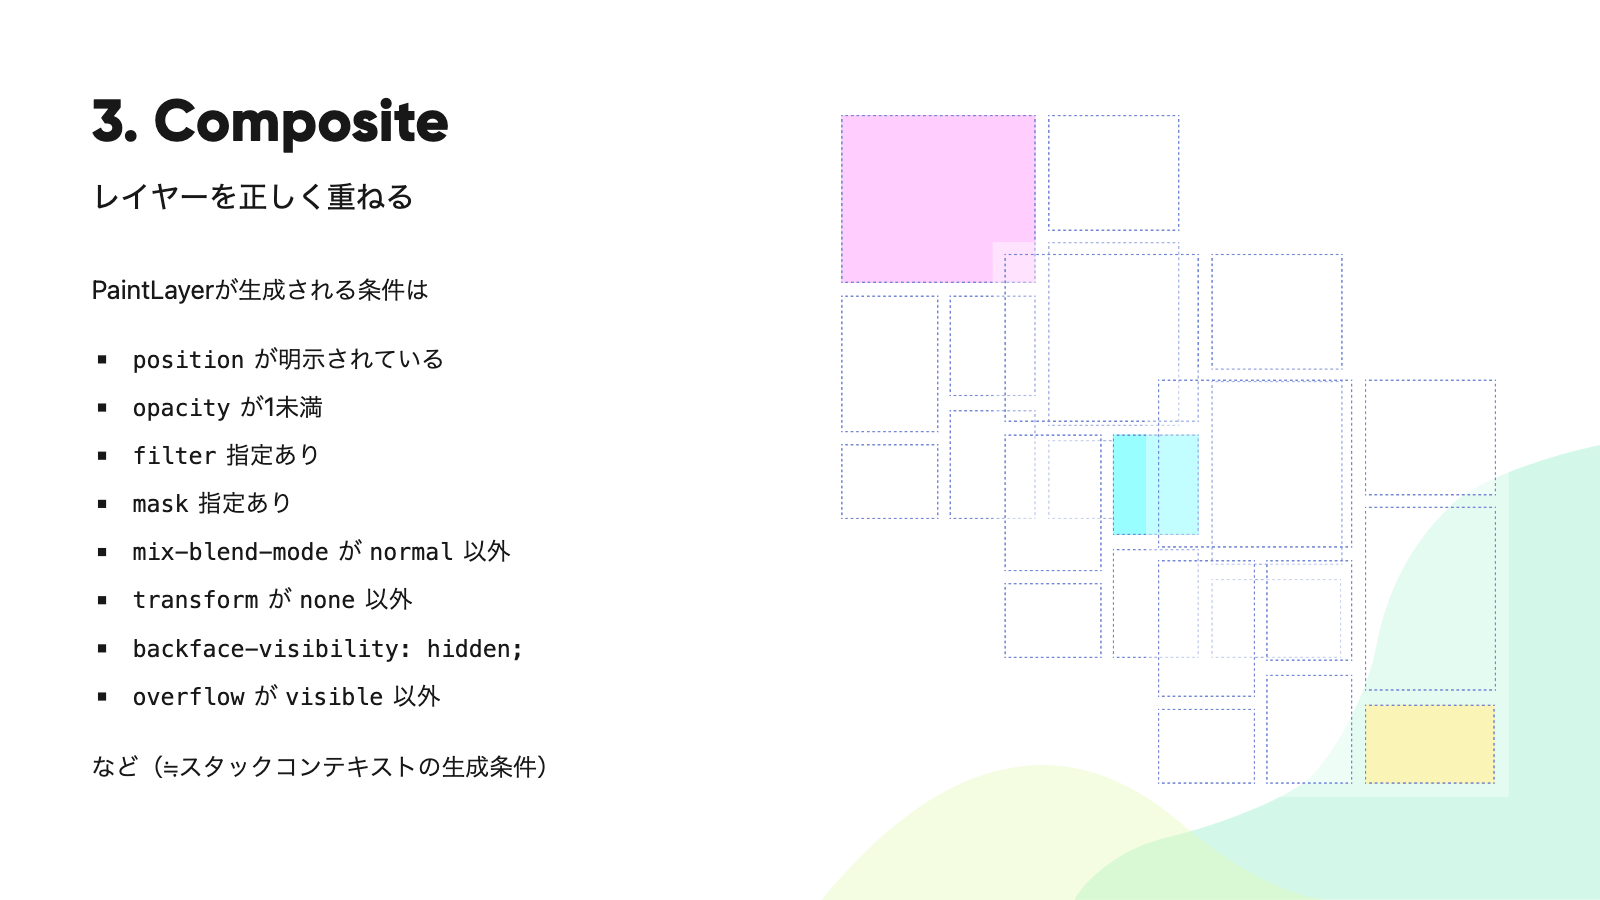 3. Composite
レイヤーを正しく重ねる
PaintLayerが生成される条件は
▪ position が明示されている
▪ opacity が1未満
▪ filter 指定あり
▪ mask 指定あり
▪ mix-blend-mode が normal 以外
▪ transform が none 以外
▪ backface-visibility: hidden;
▪ overflow が visible 以外
など（≒スタックコンテキストの生成条件）